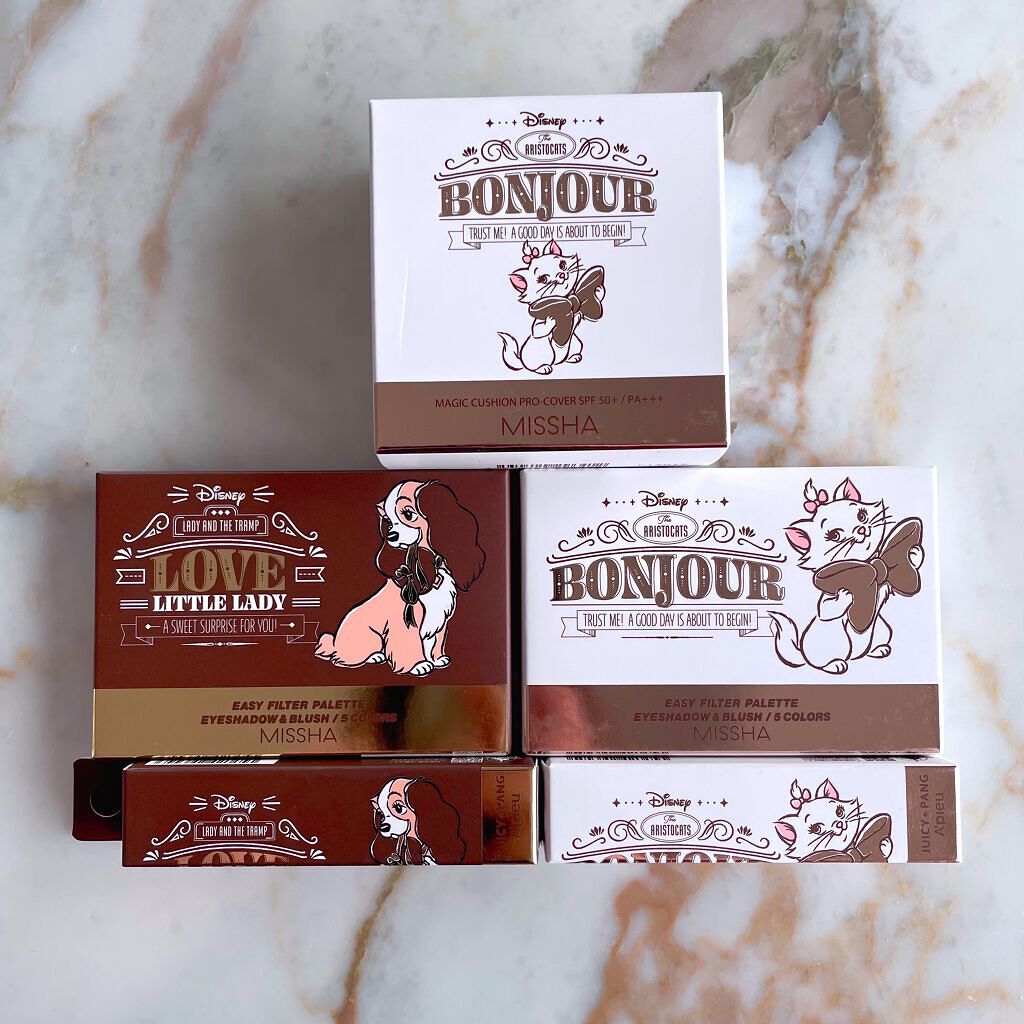 Disney
The
ARISTOCATS
BONJOUR
TRUST ME! A GOOD DAY IS ABOUT TO BEGIN!
MAGIC CUSHION PRO-COVER SPF 50+ / PA+++
MISSHA
Disney
LADY AND THE TRAMP
LOVE
LITTLE LADY
A SWEET SURPRISE FOR YOU!
EASY FILTER PALETTE
EYESHADOW & BLUSH / 5 COLORS
MISSHA
Disney
The
ARISTOCATS
BONJOUR
TRUST ME! A GOOD DAY IS ABOUT TO BEGIN!
EASY FILTER PALETTE
EYESHADOW & BLUSH / 5 COLORS
MISSHA
Disney
LADY AND THE TRAMP
LOVE
JUICY PANG
A'pieu
Disney
The
ARISTOCATS
BONJOUR
JUICY PANG
A'pieu